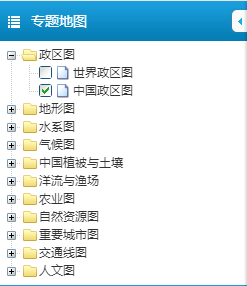 专题地图
政区图
世界政区图
中国政区图
地形图
水系图
气候图
中国植被与土壤
洋流与渔场
农业图
自然资源图
重要城市图
交通线图
人文图